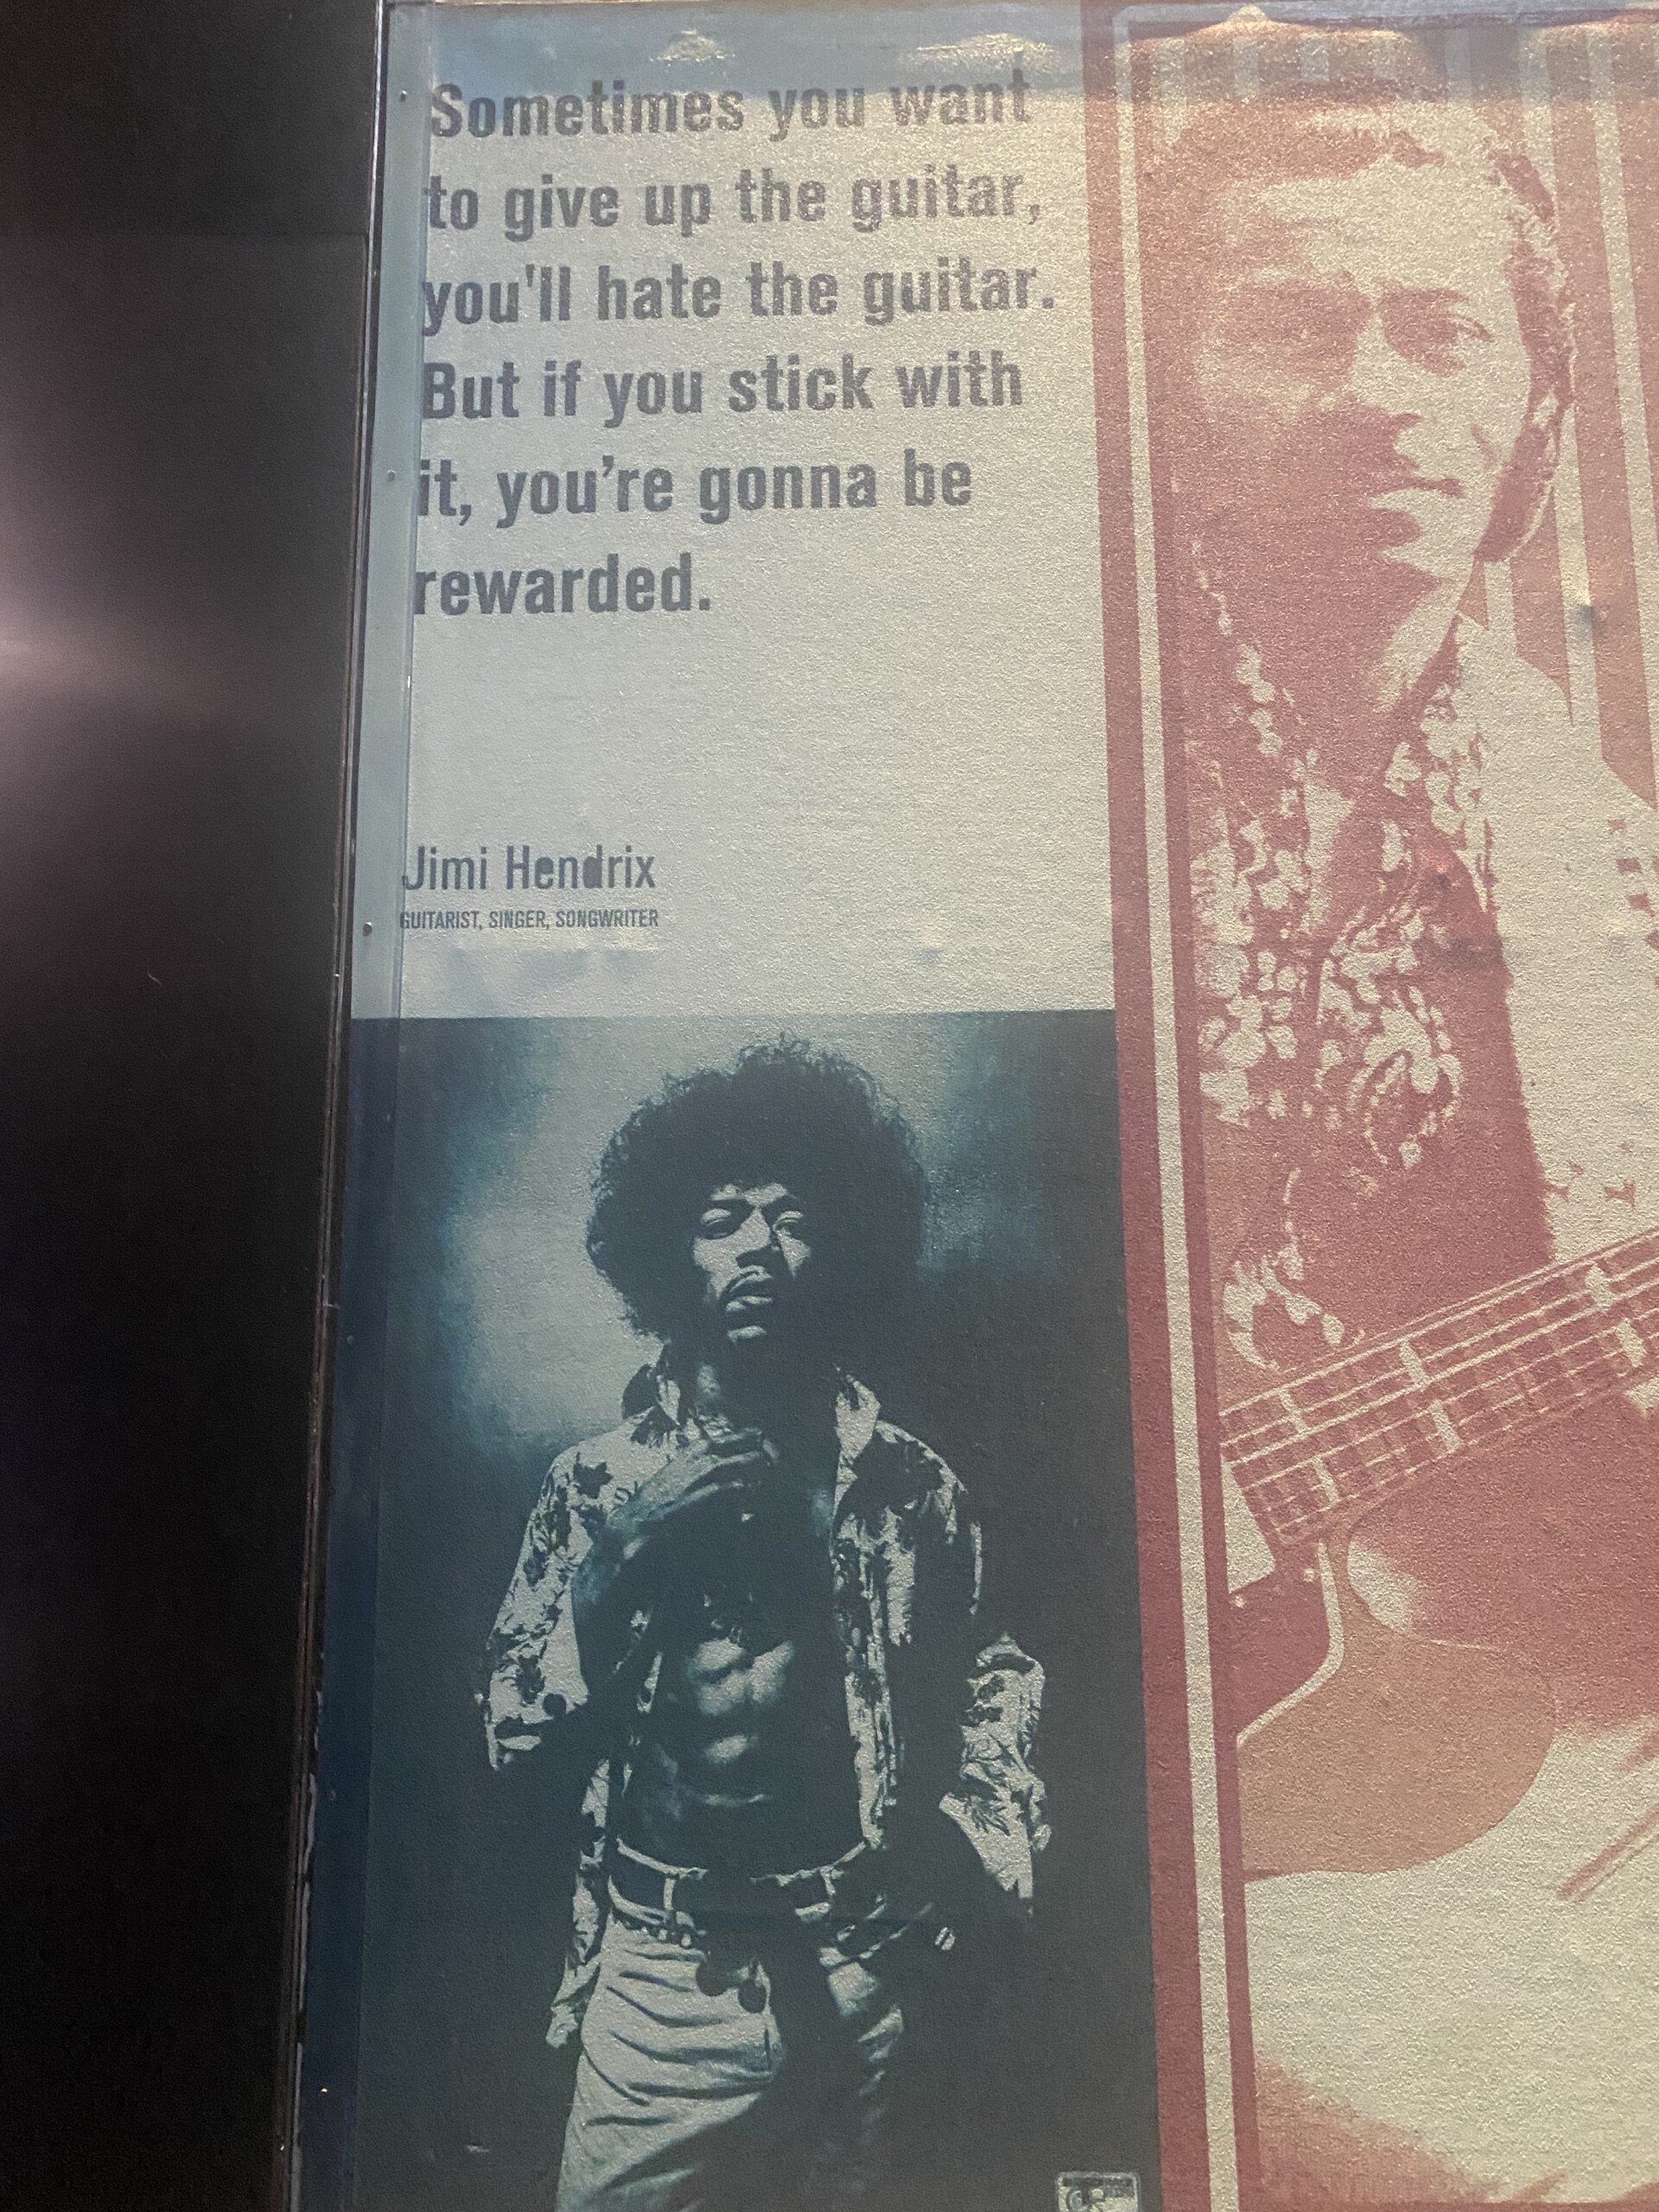 Sometimes you want
to give up the guitar,
you'll hate the guitar.
But if you stick with
it, you’re gonna be
rewarded.
Jimi Hendrix
GUITARIST, SINGER, SONGWRITER